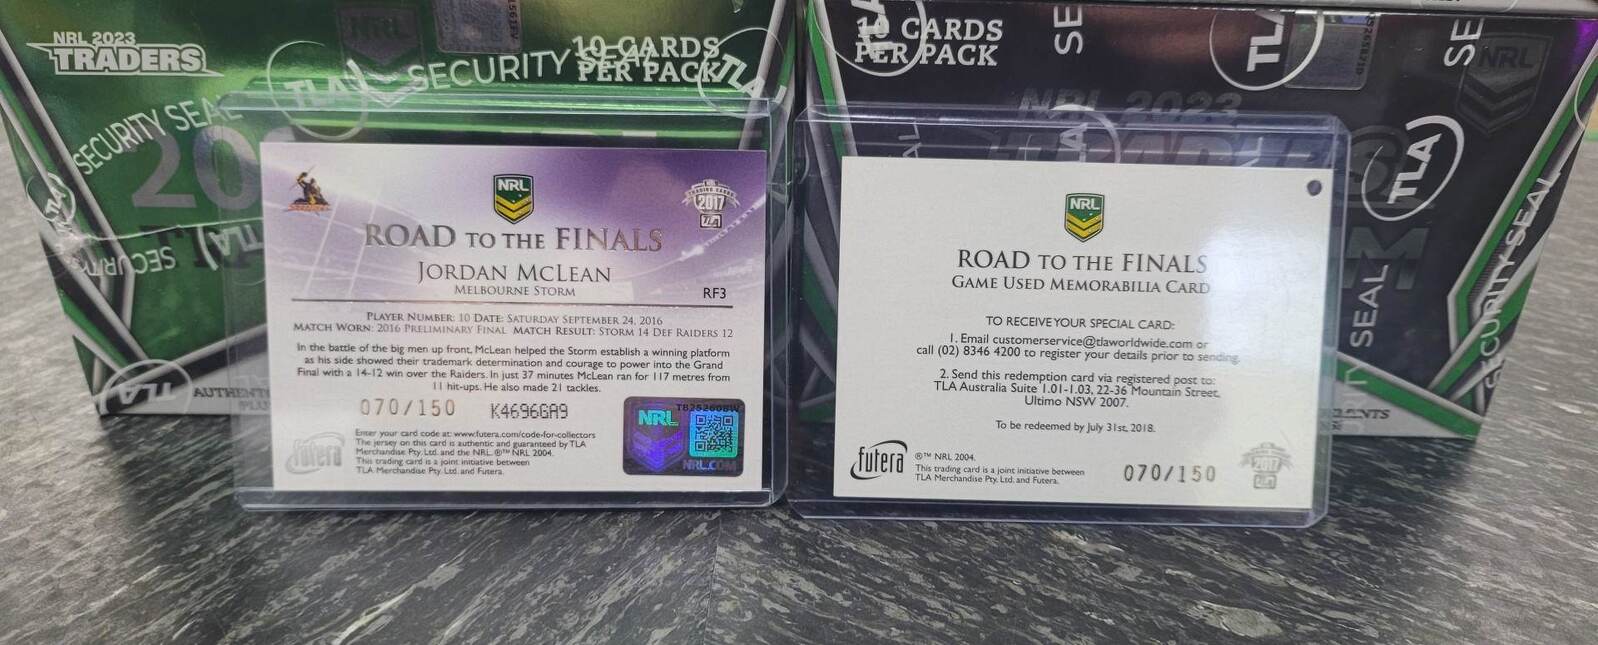 NRL 2023
TRADERS
SECURITY SEAL
TLA
SECURITY SEAL
10 CARDS
PER PACK
TLA
10 CARDS
PER PACK
SE
TLA
SE
NRL
NRL 2023
TLA
SECURITY SEAL
SEAL
NRL
2017
TLA
ROAD TO THE FINALS
JORDAN MCLEAN
MELBOURNE STORM
RF3
PLAYER NUMBER: 10 DATE: SATURDAY SEPTEMBER 24, 2016
MATCH WORN: 2016 PRELIMINARY FINAL MATCH RESULT: STORM 14 DEF RAIDERS 12
In the battle of the big men up front, McLean helped the Storm establish a winning platform
as his side showed their trademark determination and courage to power into the Grand
Final with a 14-12 win over the Raiders. In just 37 minutes McLean ran for 117 metres from
11 hit-ups. He also made 21 tackles.
070/150 K4696GA9
TB25260BW
NRL
NRL.COM
futera
Enter your card code at: www.futera.com/code-for-collectors
The jersey on this card is authentic and guaranteed by TLA
Merchandise Pty. Ltd. and the NRL. ®™ NRL 2004.
This trading card is a joint initiative between
TLA Merchandise Pty. Ltd. and Futera.
NRL
ROAD TO THE FINALS
GAME USED MEMORABILIA CARD
TO RECEIVE YOUR SPECIAL CARD:
1. Email customerservice@tlaworldwide.com or
call (02) 8346 4200 to register your details prior to sending.
2. Send this redemption card via registered post to:
TLA Australia Suite 1.01-1.03, 22-36 Mountain Street,
Ultimo NSW 2007.
To be redeemed by July 31st, 2018.
futera
®™ NRL 2004.
This trading card is a joint initiative between
TLA Merchandise Pty. Ltd. and Futera.
070/150
2017